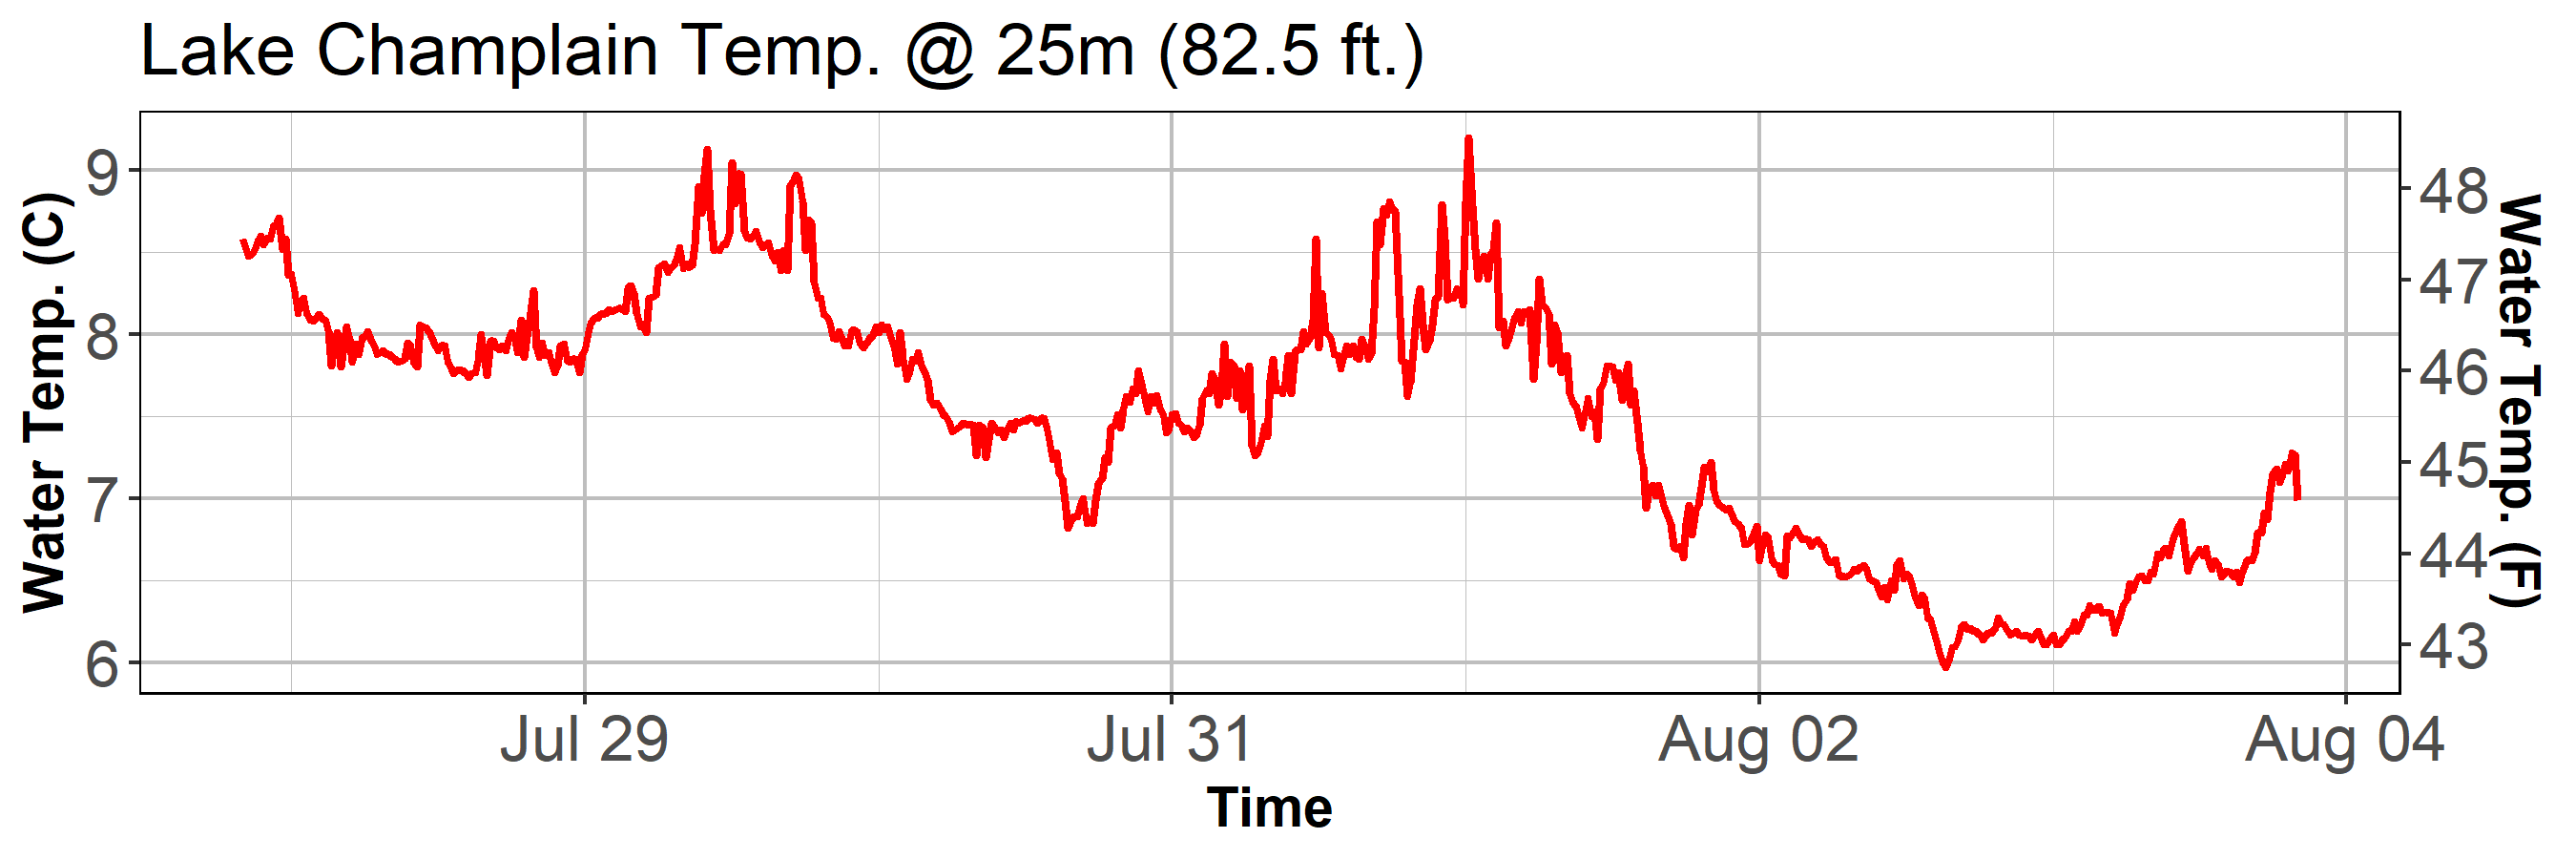 Lake Champlain Temp. @ 25m (82.5 ft.)
Water Temp. (C)
9
8
7
6
48
47
46
45
44
43
Water Temp. (F)
Jul 29
Jul 31
Aug 02
Aug 04
Time